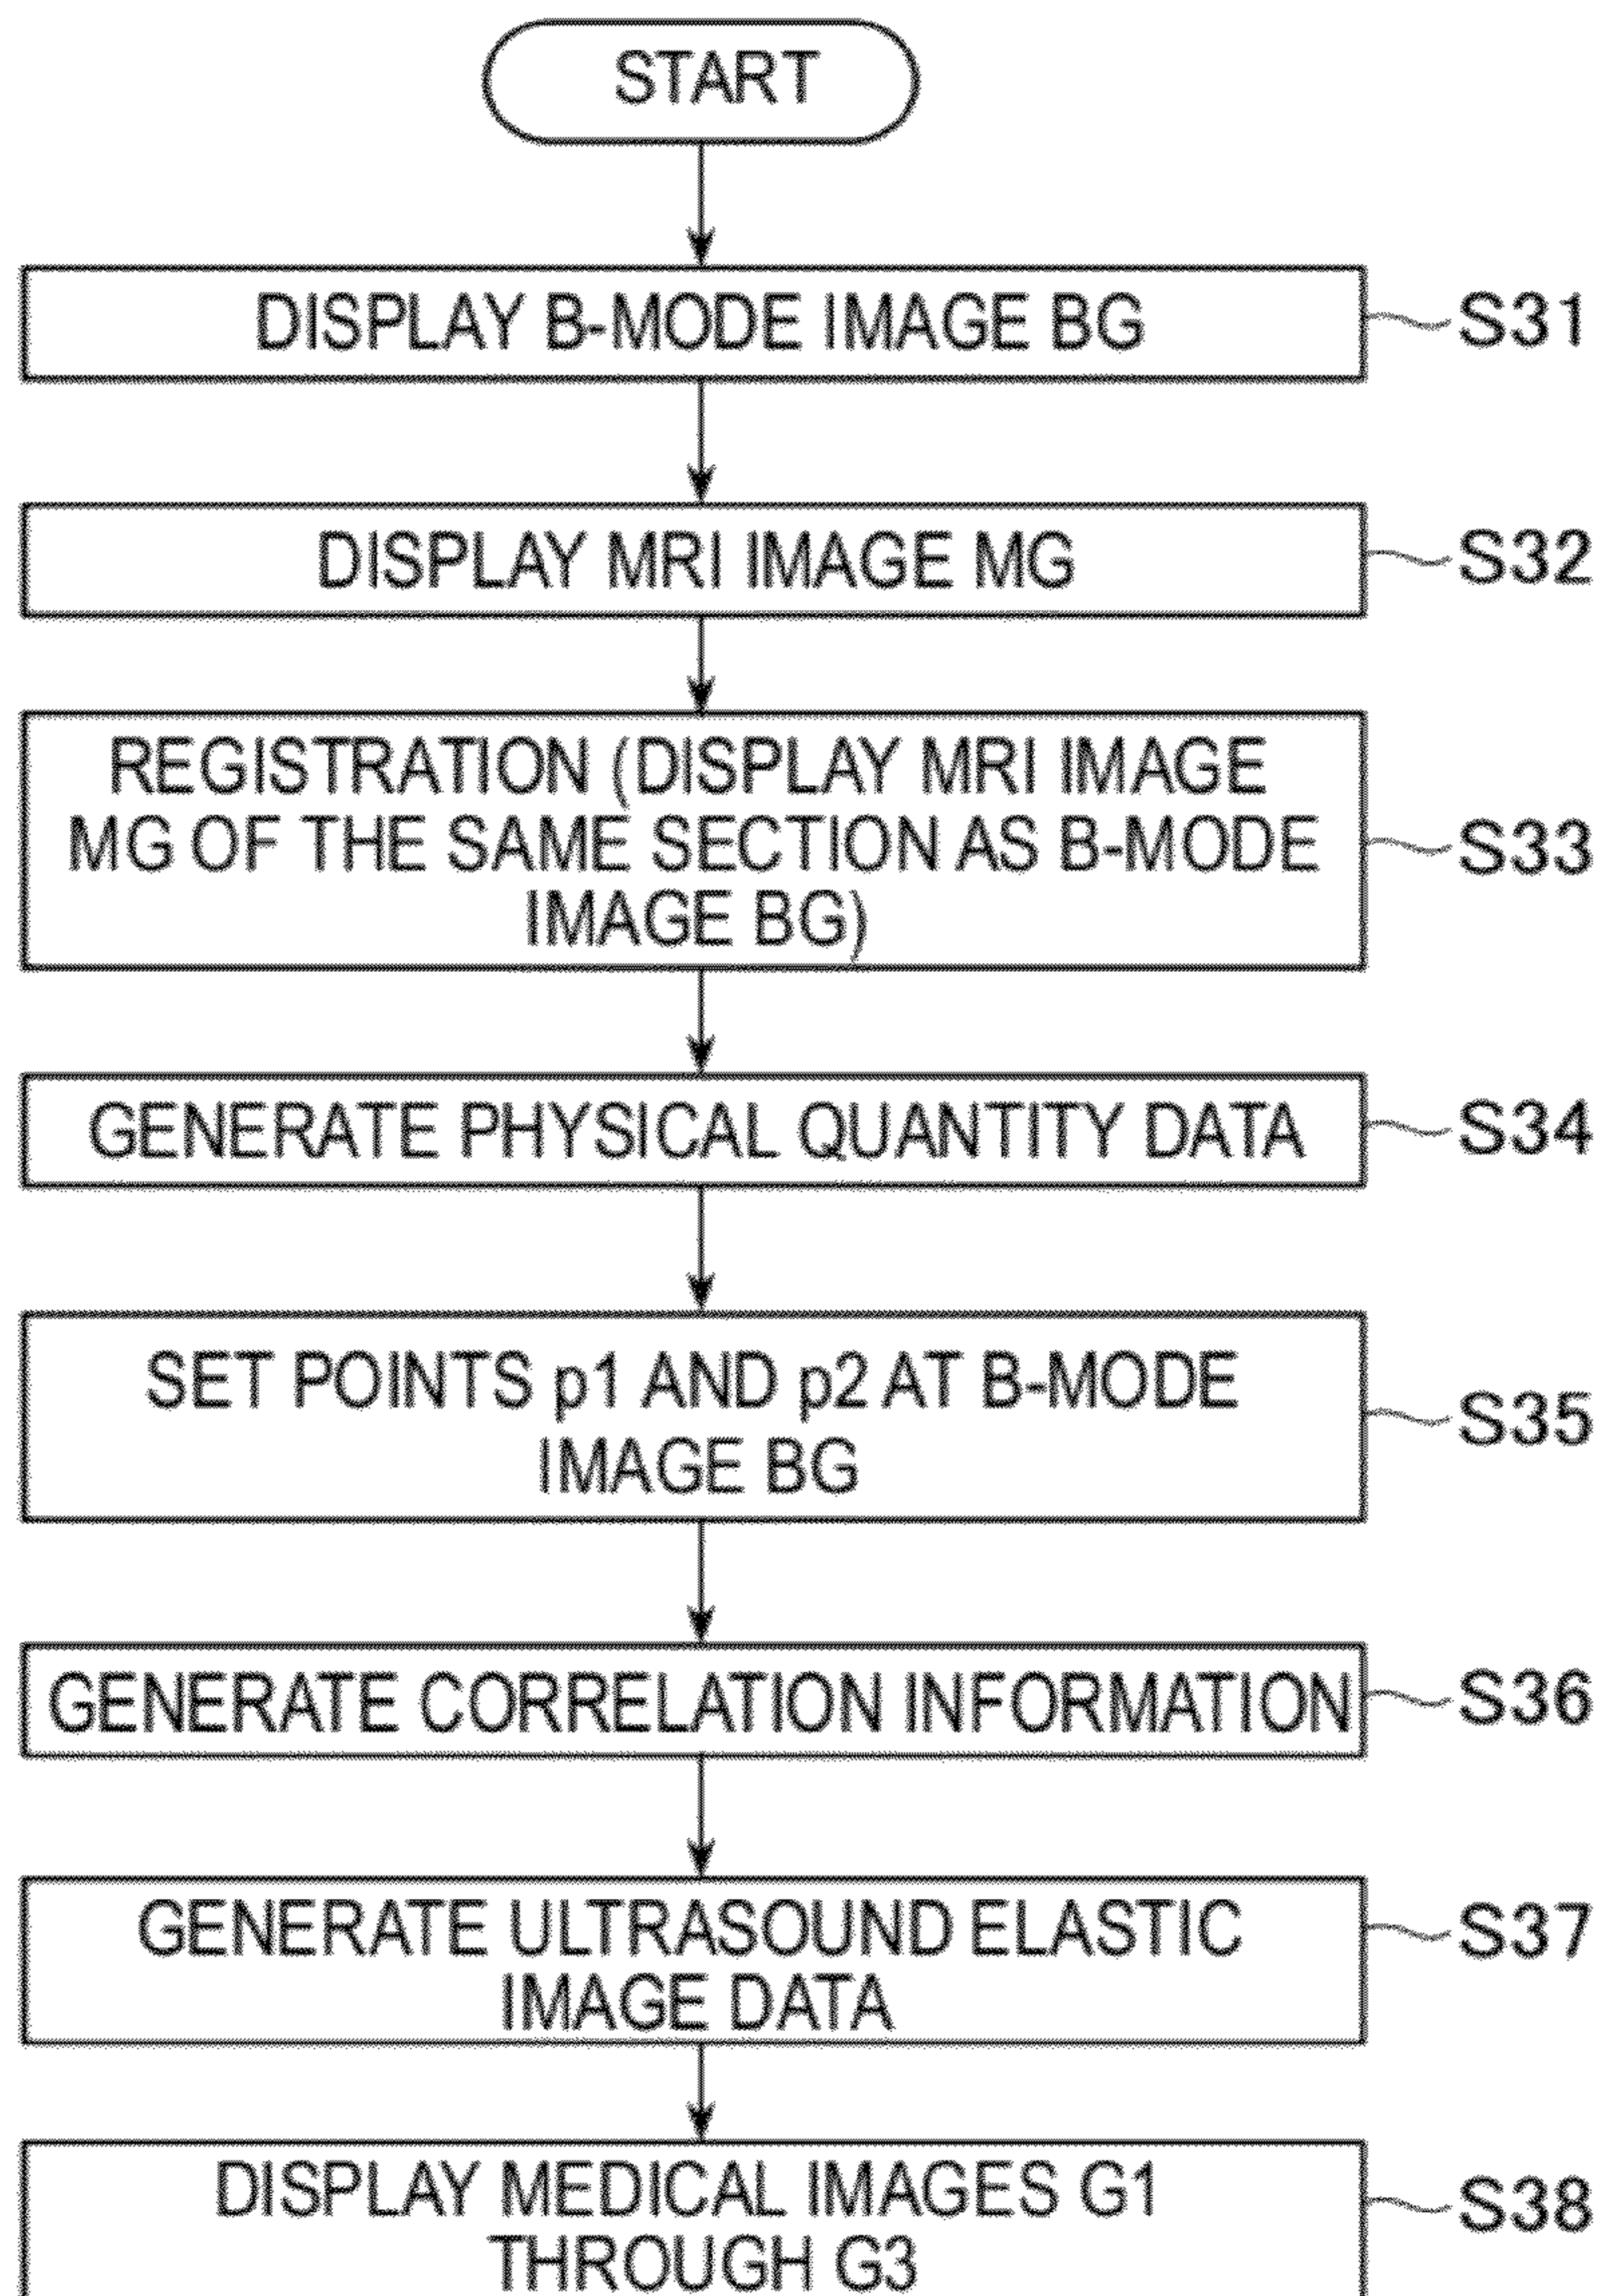 START
DISPLAY B-MODE IMAGE BG
S31
DISPLAY MRI IMAGE MG
S32
REGISTRATION (DISPLAY MRI IMAGE
MG OF THE SAME SECTION AS B-MODE
IMAGE BG)
S33
GENERATE PHYSICAL QUANTITY DATA
S34
SET POINTS p1 AND p2 AT B-MODE
IMAGE BG
S35
GENERATE CORRELATION INFORMATION
S36
GENERATE ULTRASOUND ELASTIC
IMAGE DATA
S37
DISPLAY MEDICAL IMAGES G1
THROUGH G3
S38